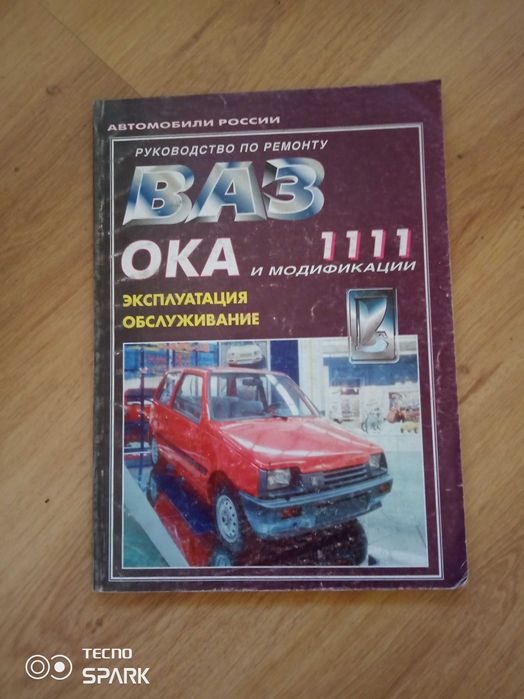 АВТОМОБИЛИ РОССИИ
РУКОВОДСТВО ПО РЕМОНТУ
ВАЗ
ОКА 1111
И МОДИФИКАЦИИ
ЭКСПЛУАТАЦИЯ
ОБСЛУЖИВАНИЕ
TECNO
SPARK